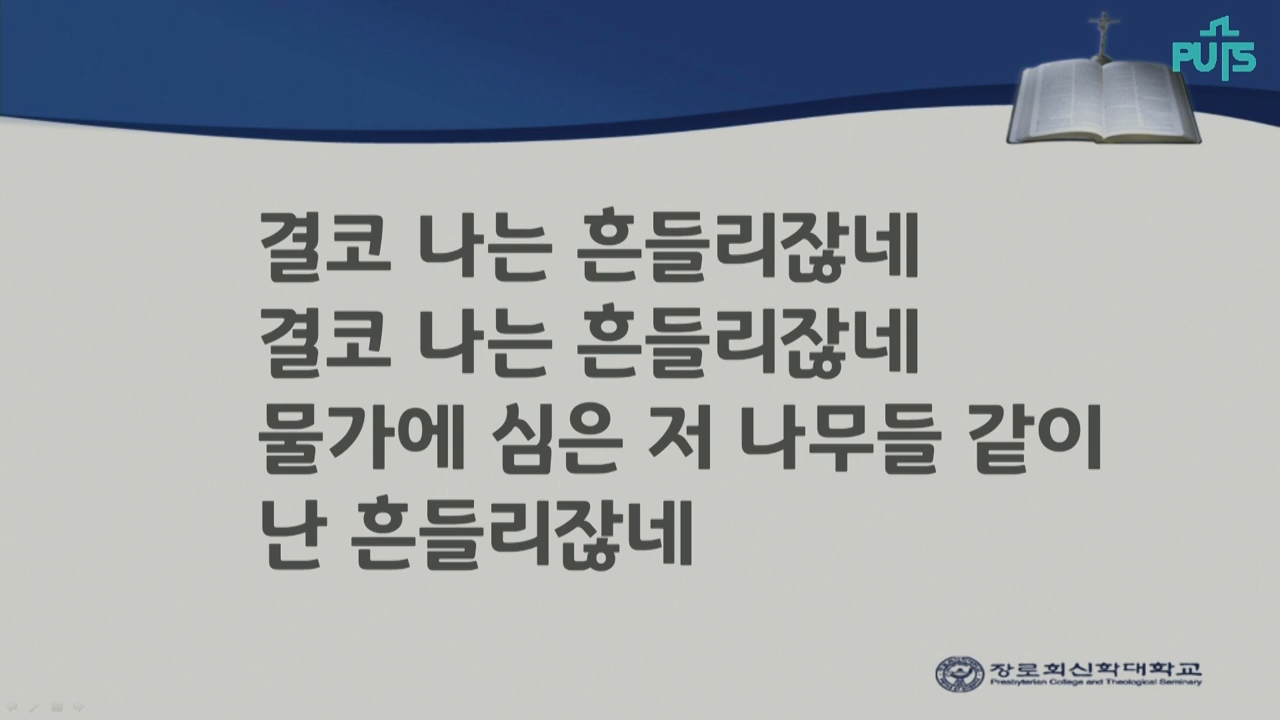 PUTS
결코 나는 흔들리잖네
결코 나는 흔들리잖네
물가에 심은 저 나무들 같이
난 흔들리잖네
장로회신학대학교
Presbyterian College and Theological Seminary